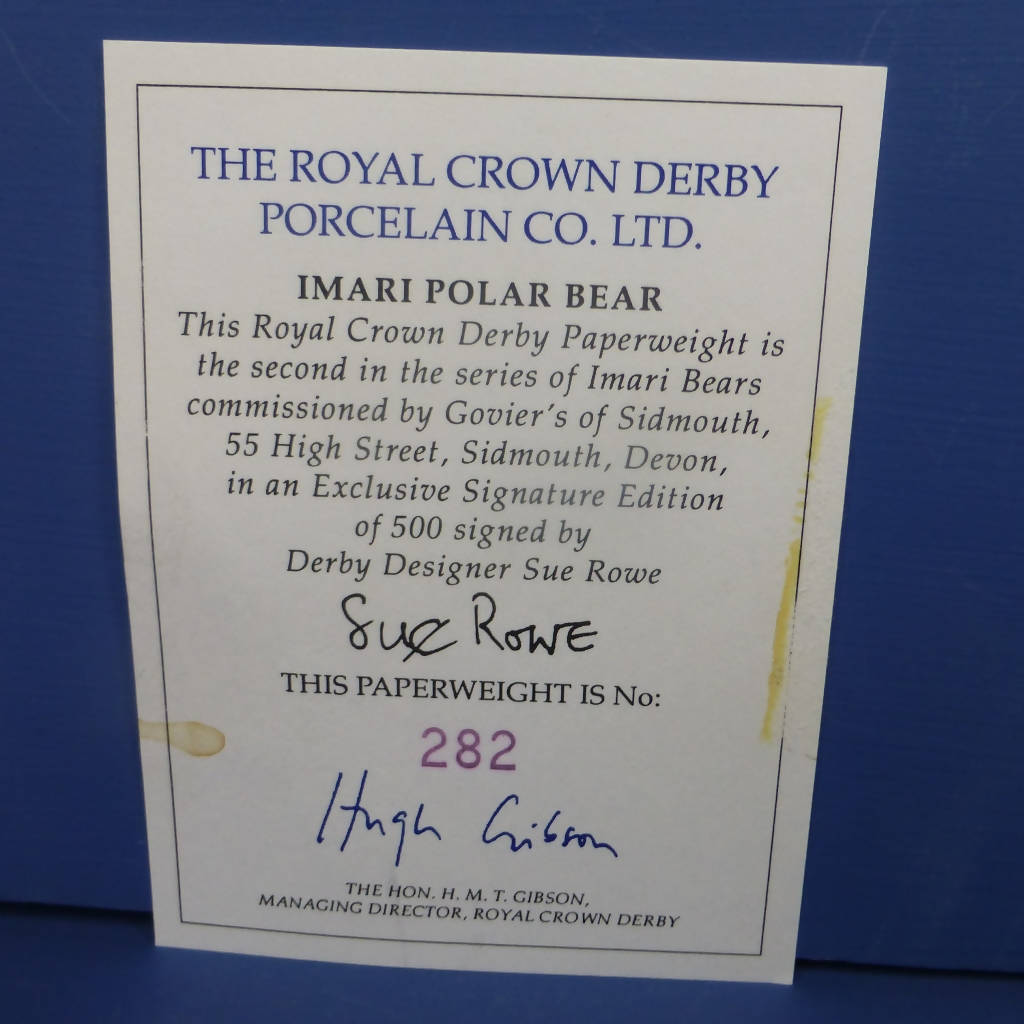 THE ROYAL CROWN DERBY
PORCELAIN CO. LTD.
IMARI POLAR BEAR
This Royal Crown Derby Paperweight is
the second in the series of Imari Bears
commissioned by Govier's of Sidmouth,
55 High Street, Sidmouth, Devon,
in an Exclusive Signature Edition
of 500 signed by
Derby Designer Sue Rowe
Sue Rowe
THIS PAPERWEIGHT IS No:
282
Hugh Gibson
THE HON. H. M. T. GIBSON,
MANAGING DIRECTOR, ROYAL CROWN DERBY